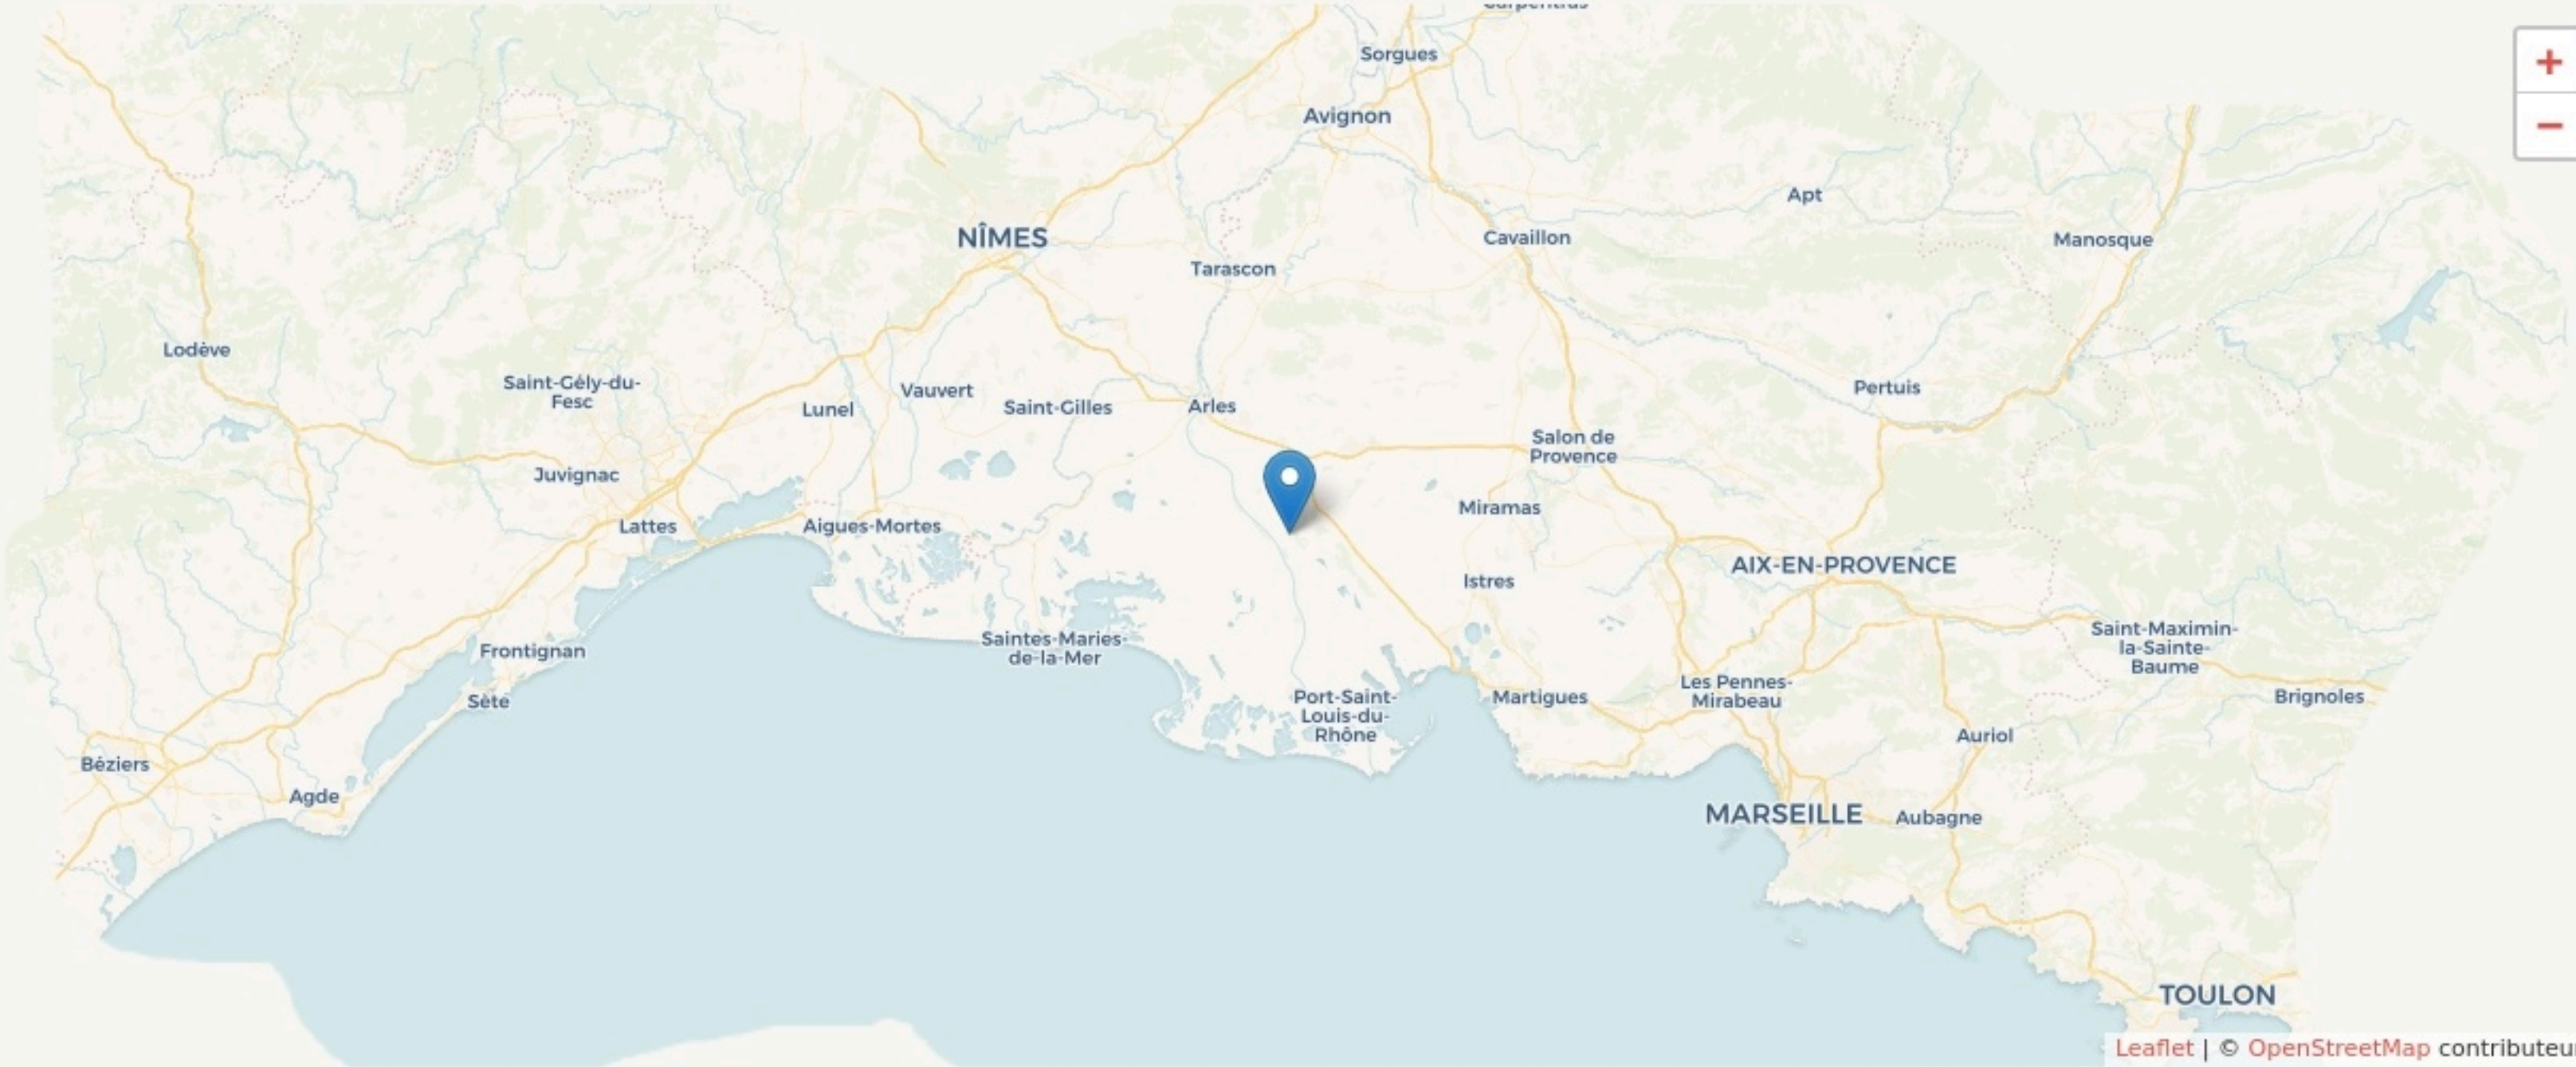 Carpentras
Sorgues
+
Avignon
−
Apt
NÎMES
Cavaillon
Manosque
Tarascon
Lodève
Saint-Gély-du-
Fesc
Vauvert
Pertuis
Lunel
Saint-Gilles
Arles
Salon de
Provence
Juvignac
Miramas
Lattes
Aigues-Mortes
AIX-EN-PROVENCE
Istres
Saintes-Maries-
de-la-Mer
Saint-Maximin-
la-Sainte-
Baume
Frontignan
Sète
Port-Saint-
Louis-du-
Rhône
Martigues
Les Pennes-
Mirabeau
Brignoles
Auriol
Béziers
Agde
MARSEILLE
Aubagne
TOULON
Leaflet | © OpenStreetMap contributeu